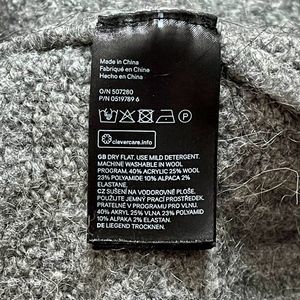 Made in China
Fabriqué en China
Hecho en China
O/N 507280
P/N 0519789 6
P
clevercare.info
GB DRY FLAT. USE MILD DETERGENT.
MACHINE WASHABLE IN WOOL
PROGRAM. 40% ACRYLIC 25% WOOL
23% POLYAMID 10% ALPACA 2%
ELASTANE.
CZ SUŠENÍ NA VODOROVNÉ PLOŠE.
POUŽIJTE JEMNÝ PRACÍ PROSTŘEDEK.
PRATELNÉ V PROGRAMU PRO VLNU.
40% AKRYL 25% VLNA 23% POLYAMID
10% ALPAKA 2% ELASTAN.
DE LIEGEND TROCKNEN.